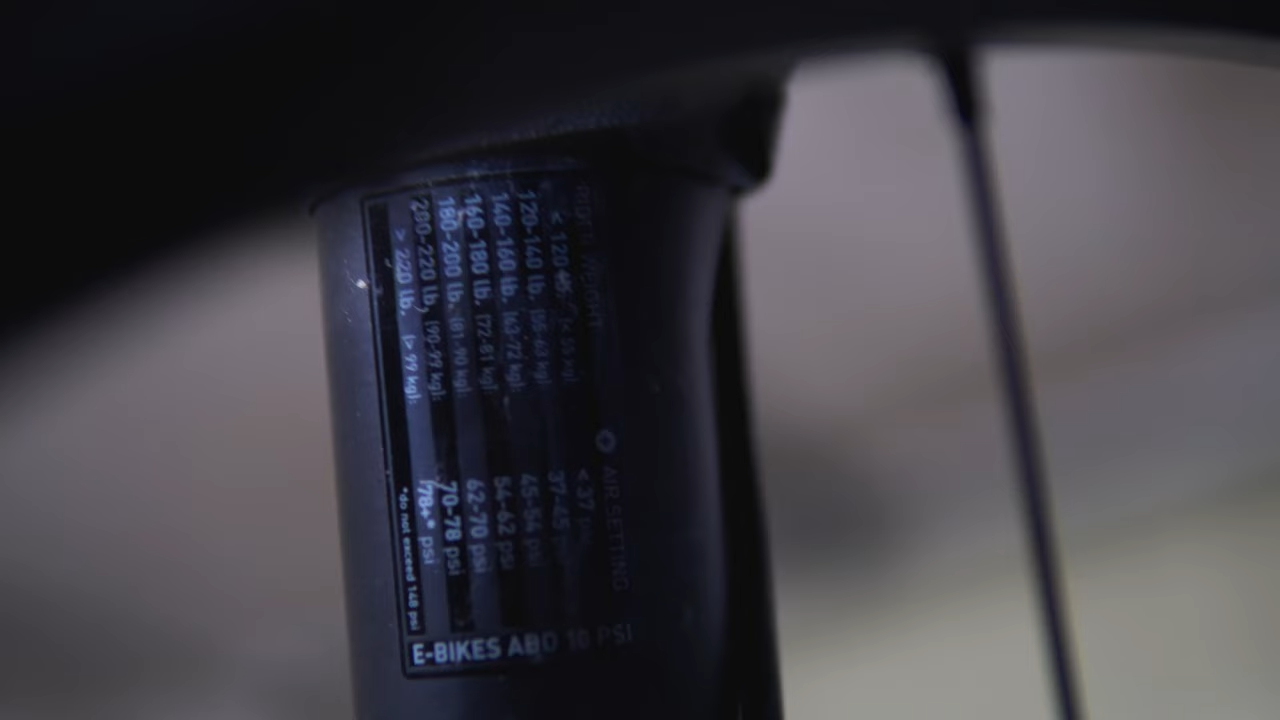 RIDER WEIGHT AIR SETTING
< 120 lb. < 37
120-140 lb. (55-63 kg): 37-45
140-160 lb. (63-72 kg): 45-54 psi
160-180 lb. (72-81 kg): 54-62 psi
180-200 lb. (81-90 kg): 62-70 psi
200-220 lb. (90-99 kg): 70-78 psi
> 220 lb. (> 99 kg): 78+* psi
*do not exceed 148 psi
E-BIKES ADD 10 PSI